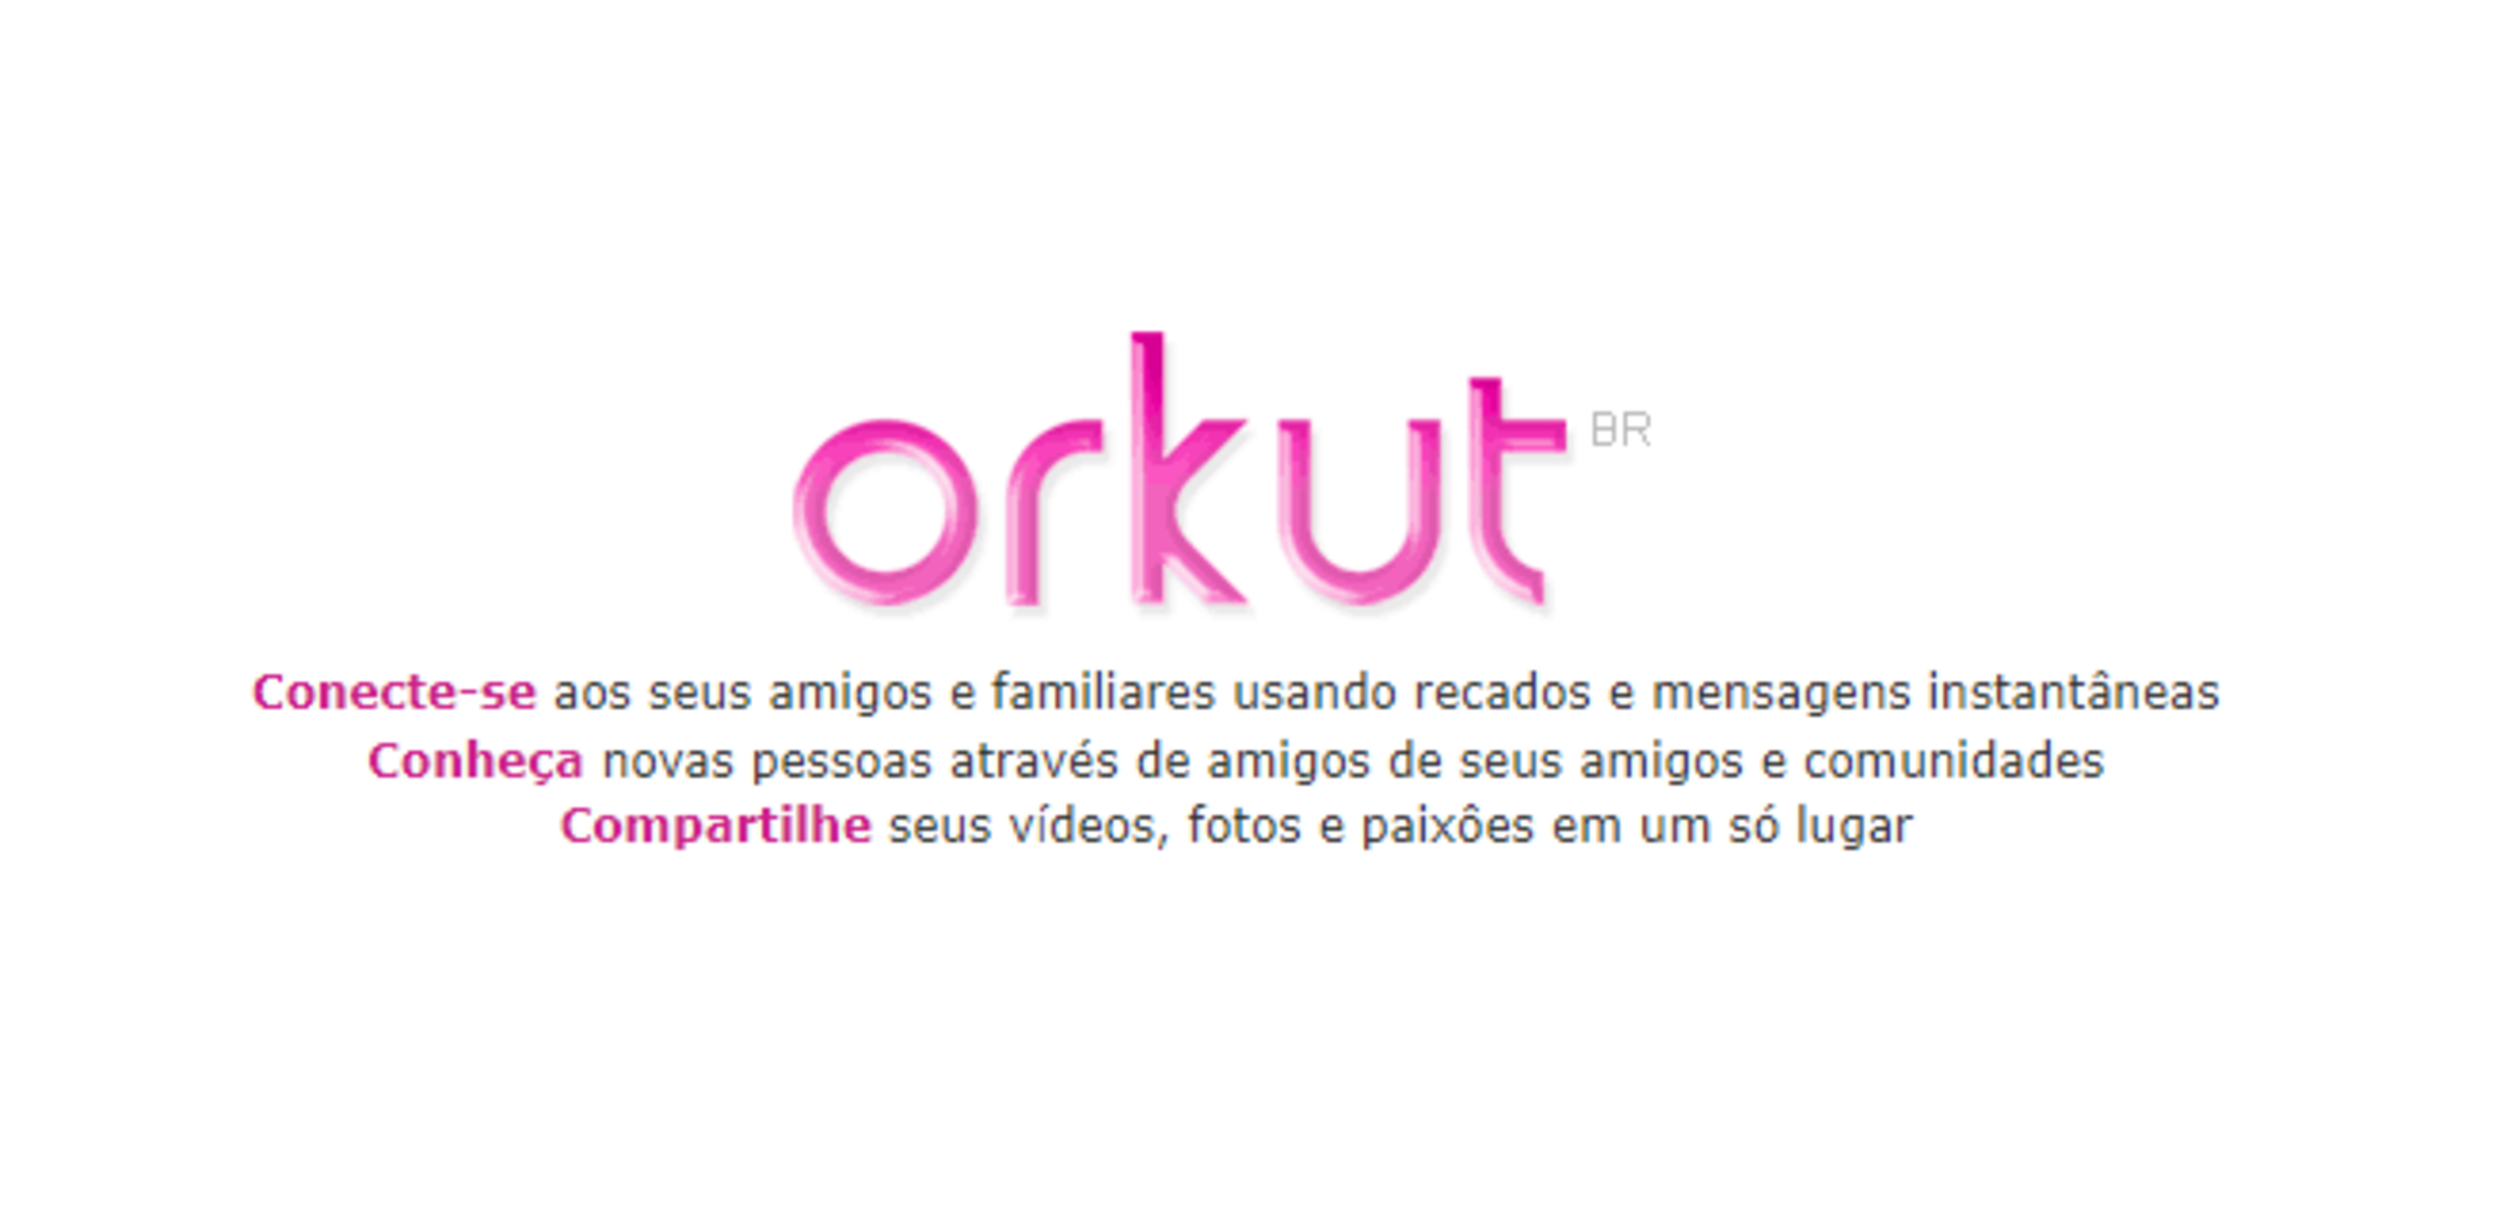 orkut BR
Conecte-se aos seus amigos e familiares usando recados e mensagens instantâneas
Conheça novas pessoas através de amigos de seus amigos e comunidades
Compartilhe seus vídeos, fotos e paixões em um só lugar